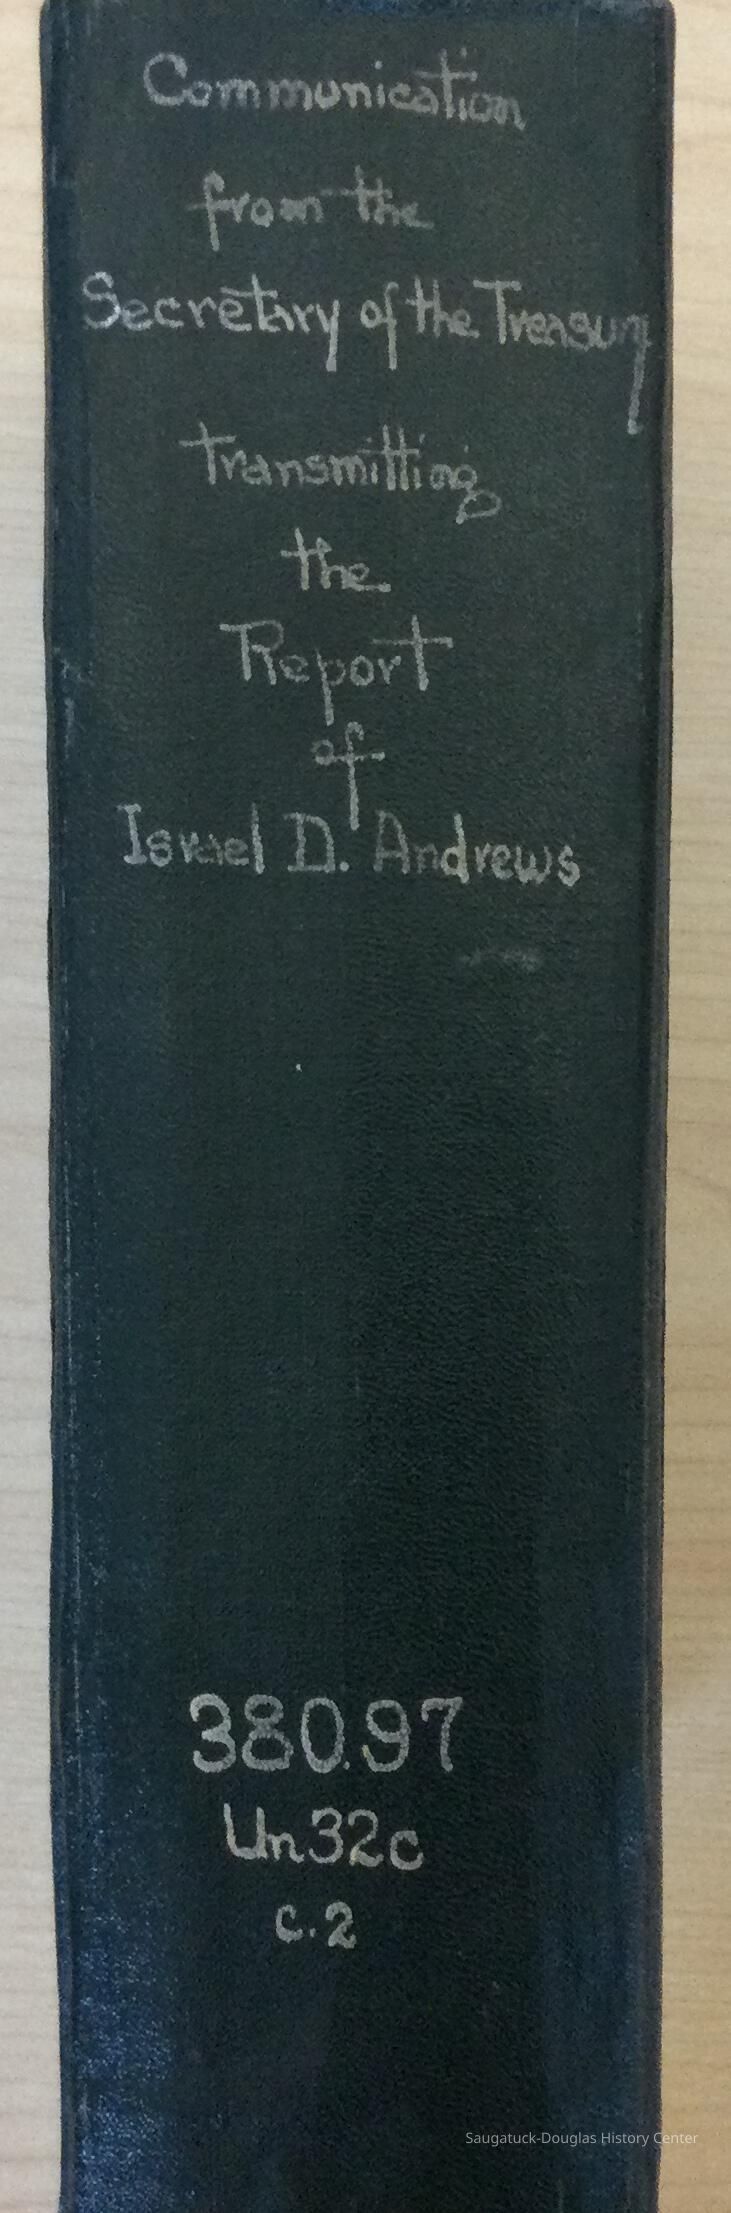 Communication
from the
Secretary of the Treasury
transmitting
the
Report
of
Israel D. Andrews
380.97
Un32c
c.2
Saugatuck-Douglas History Center